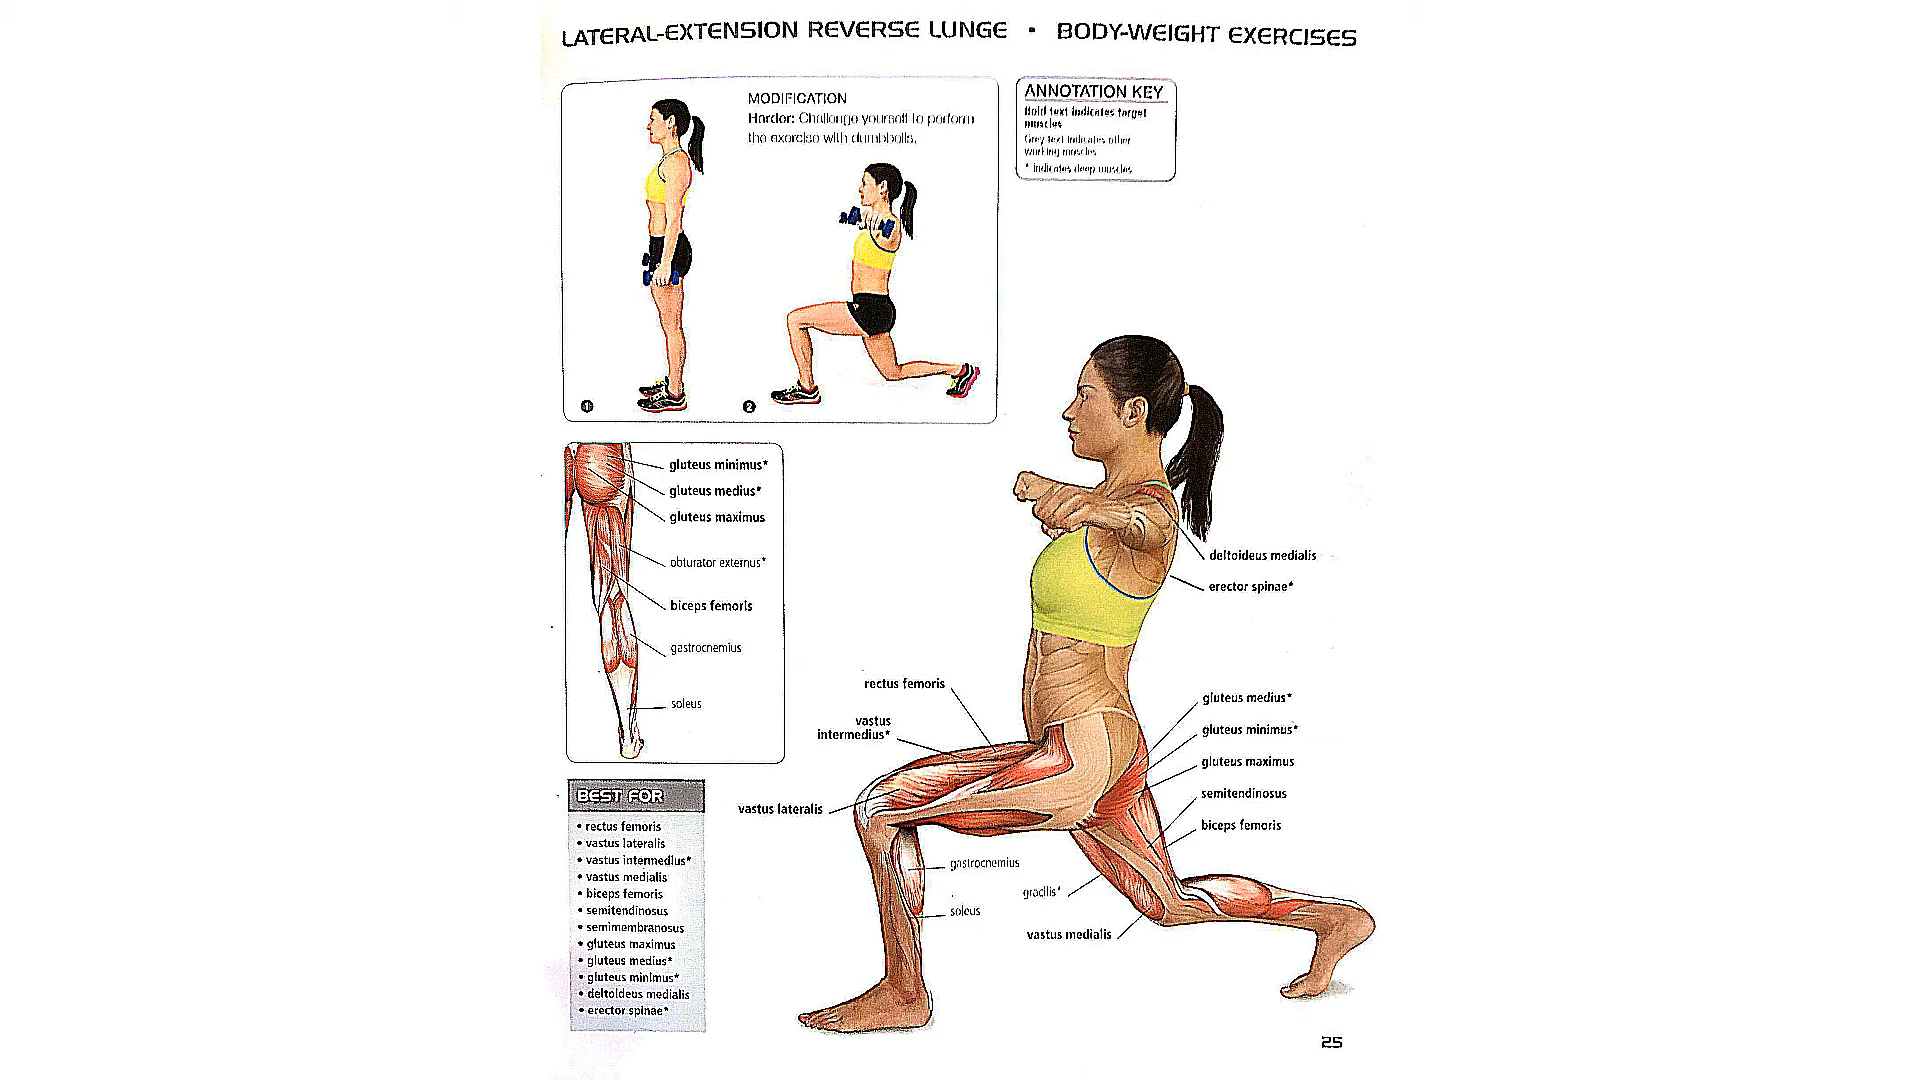 LATERAL-EXTENSION REVERSE LUNGE • BODY-WEIGHT EXERCISES
MODIFICATION
Harder: Challenge yourself to perform
the exercise with dumbbells.
1
2
ANNOTATION KEY
Bold text indicates target
muscles
Grey text indicates other
working muscles
* indicates deep muscles
gluteus minimus*
gluteus medius*
gluteus maximus
obturator externus*
biceps femoris
gastrocnemius
soleus
deltoideus medialis
erector spinae*
rectus femoris
vastus
intermedius*
vastus lateralis
gluteus medius*
gluteus minimus*
gluteus maximus
semitendinosus
biceps femoris
gastrocnemius
gracilis*
soleus
vastus medialis
BEST FOR
• rectus femoris
• vastus lateralis
• vastus intermedius*
• vastus medialis
• biceps femoris
• semitendinosus
• semimembranosus
• gluteus maximus
• gluteus medius*
• gluteus minimus*
• deltoideus medialis
• erector spinae*
25